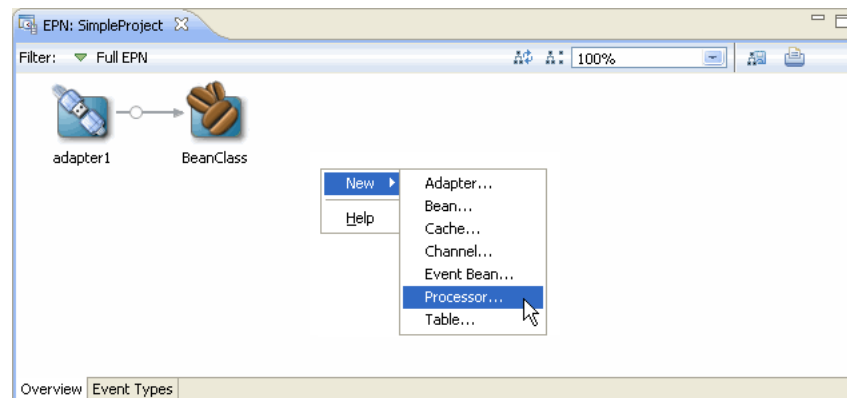 EPN: SimpleProject
Filter: Full EPN
100%
adapter1
BeanClass
New
Help
Adapter...
Bean...
Cache...
Channel...
Event Bean...
Processor...
Table...
Overview
Event Types